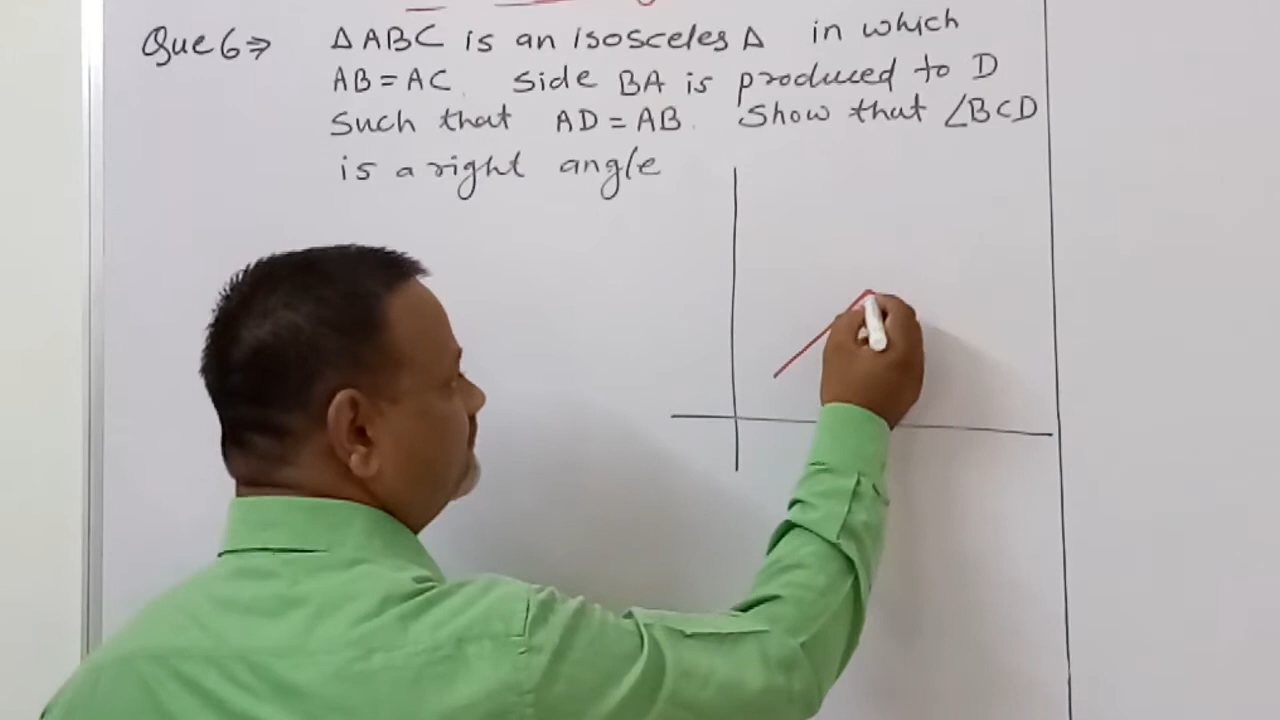 Que 6⇒ ΔABC is an isosceles Δ in which
AB = AC. Side BA is produced to D
Such that AD = AB. Show that ∠BCD
is a right angle